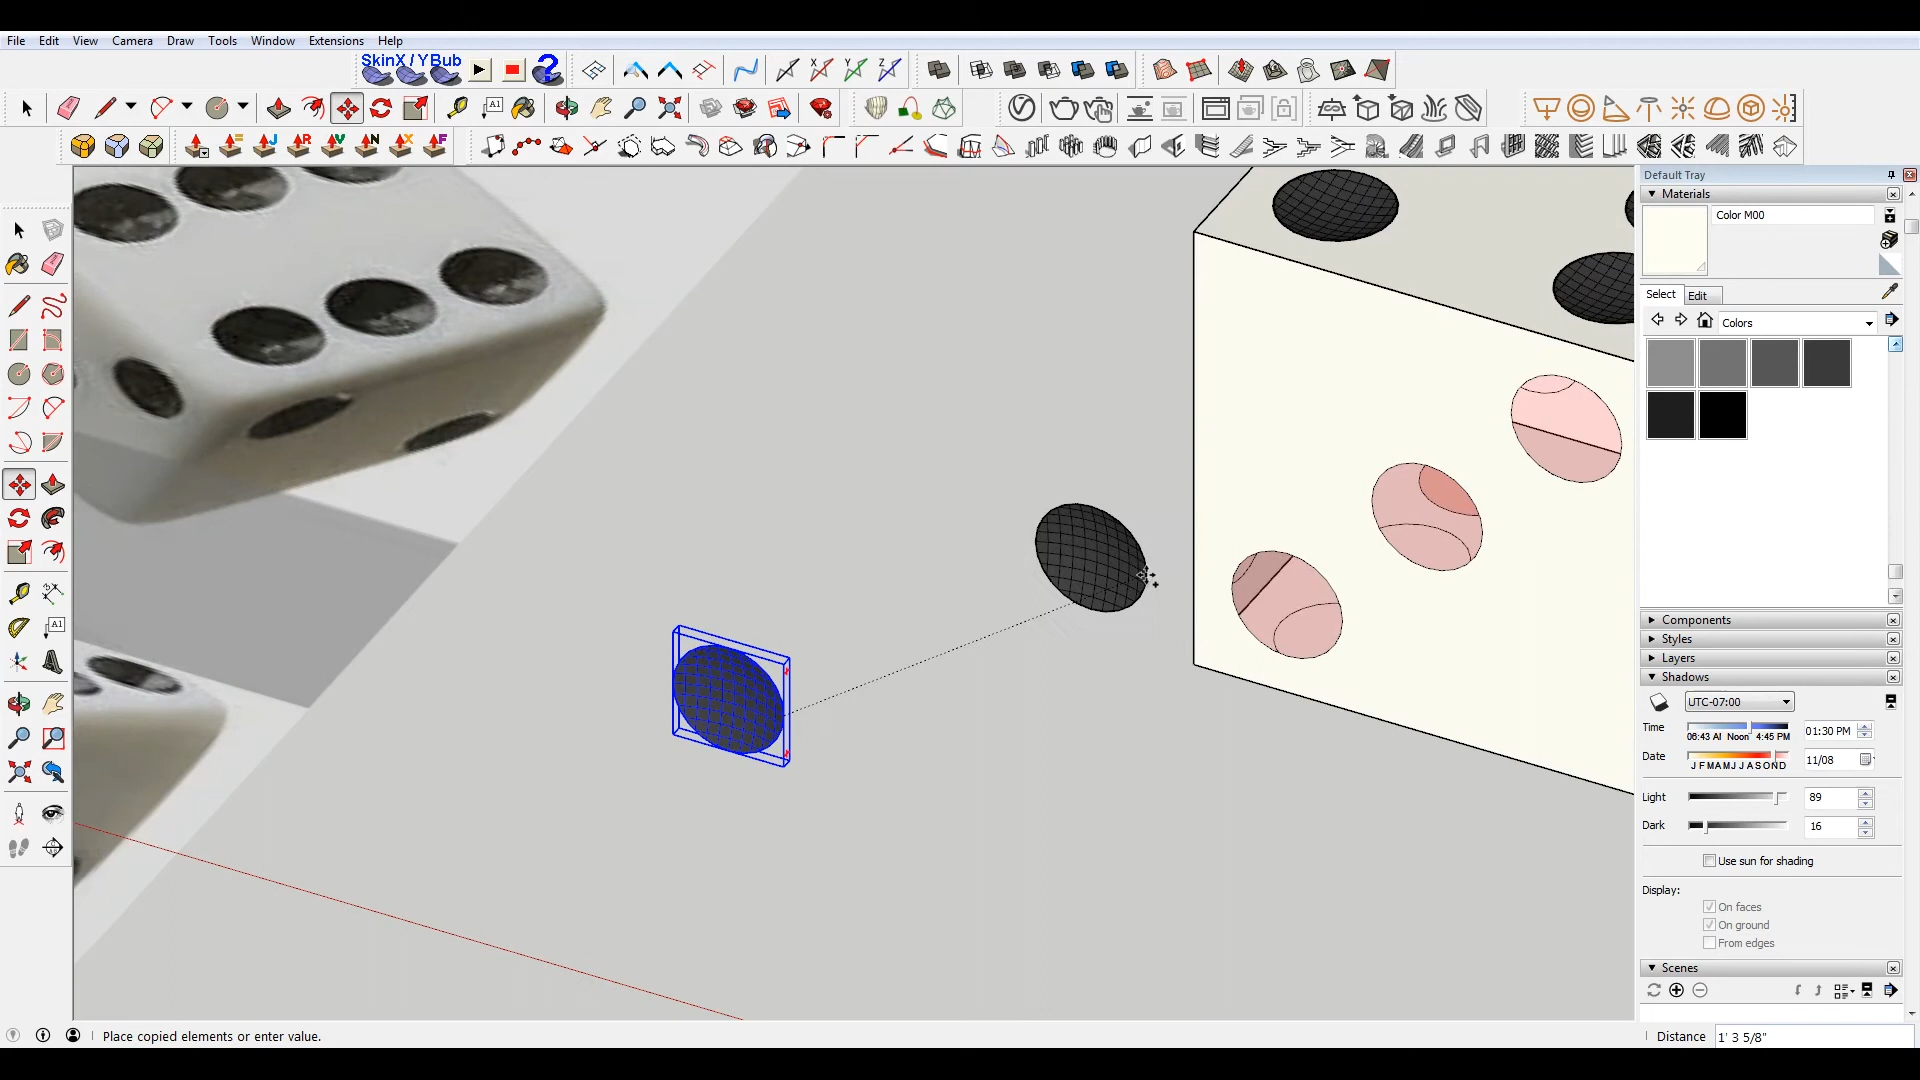 File Edit View Camera Draw Tools Window Extensions Help
SkinX / YBub
?
X Y Z
A1
= J R V N X F
Default Tray
Materials
Color M00
Select Edit
Colors
A1
Components
Styles
Layers
Shadows
UTC-07:00
Time
06:43 AM Noon 4:45 PM
01:30 PM
Date
J F M A M J J A S O N D
11/08
Light
89
Dark
16
Use sun for shading
Display:
On faces
On ground
From edges
Scenes
Place copied elements or enter value.
Distance 1' 3 5/8"